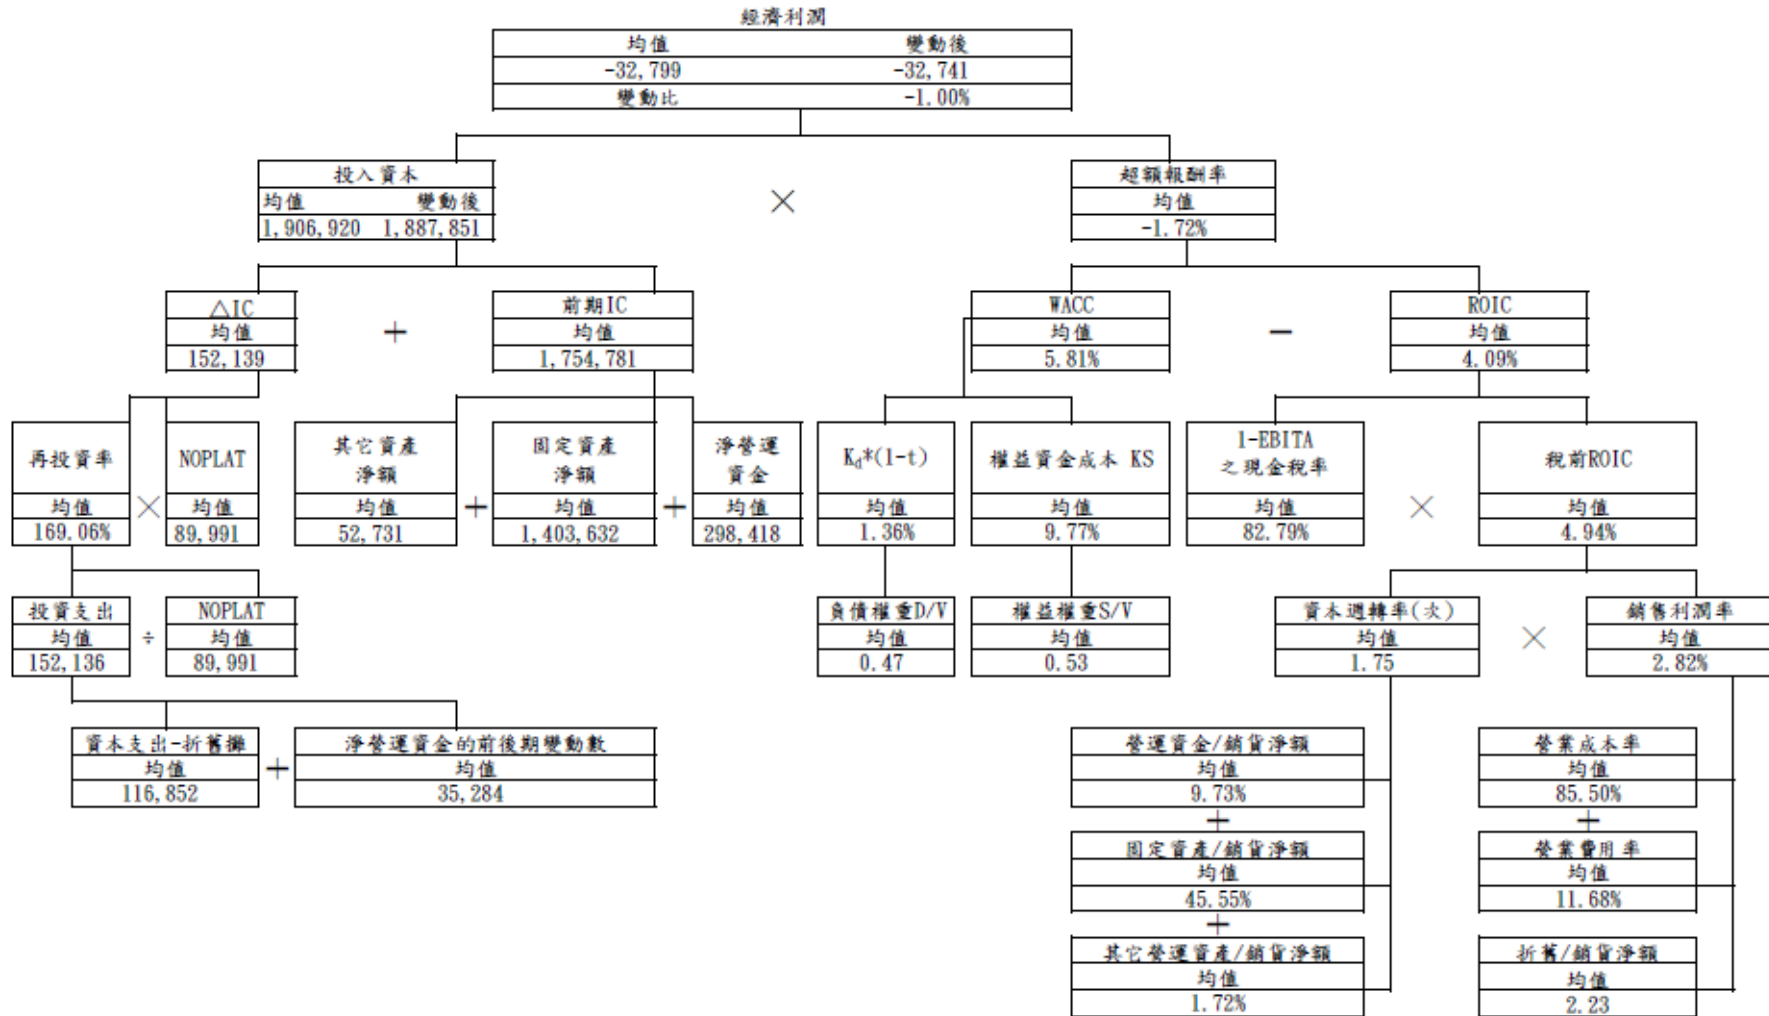 經濟利潤
均值 變動後
-32,799 -32,741
變動比 -1.00%
投入資本
均值 變動後
1,906,920 1,887,851
×
超額報酬率
均值
-1.72%
△IC
均值
152,139
+
前期IC
均值
1,754,781
WACC
均值
5.81%
−
ROIC
均值
4.09%
再投資率
均值
169.06%
×
NOPLAT
均值
89,991
其它資產
淨額
均值
52,731
+
固定資產
淨額
均值
1,403,632
+
淨營運
資金
均值
298,418
Kd*(1-t)
均值
1.36%
權益資金成本 KS
均值
9.77%
1-EBITA
之現金稅率
均值
82.79%
×
稅前ROIC
均值
4.94%
投資支出
均值
152,136
÷
NOPLAT
均值
89,991
負債權重D/V
均值
0.47
權益權重S/V
均值
0.53
資本週轉率(次)
均值
1.75
×
銷售利潤率
均值
2.82%
資本支出-折舊攤
均值
116,852
+
淨營運資金的前後期變動數
均值
35,284
營運資金/銷貨淨額
均值
9.73%
+
固定資產/銷貨淨額
均值
45.55%
+
其它營運資產/銷貨淨額
均值
1.72%
營業成本率
均值
85.50%
+
營業費用率
均值
11.68%
折舊/銷貨淨額
均值
2.23